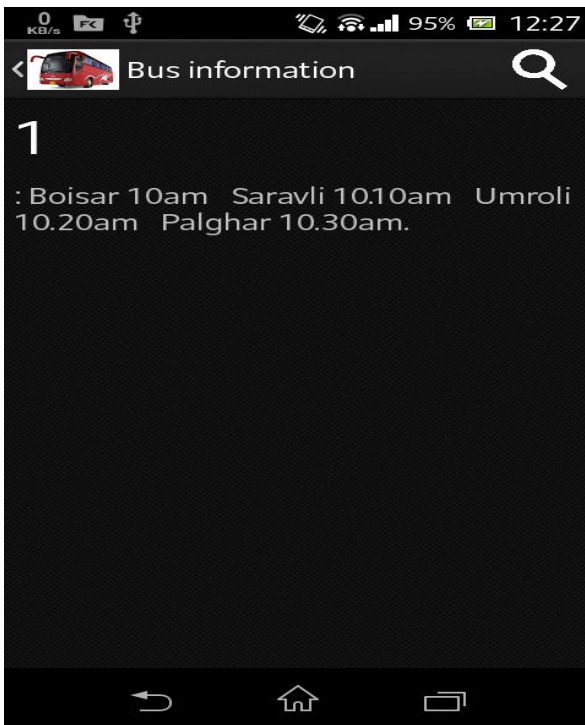 0
KB/s FC 95% 12:27
Bus information
1
: Boisar 10am Saravli 10.10am Umroli
10.20am Palghar 10.30am.